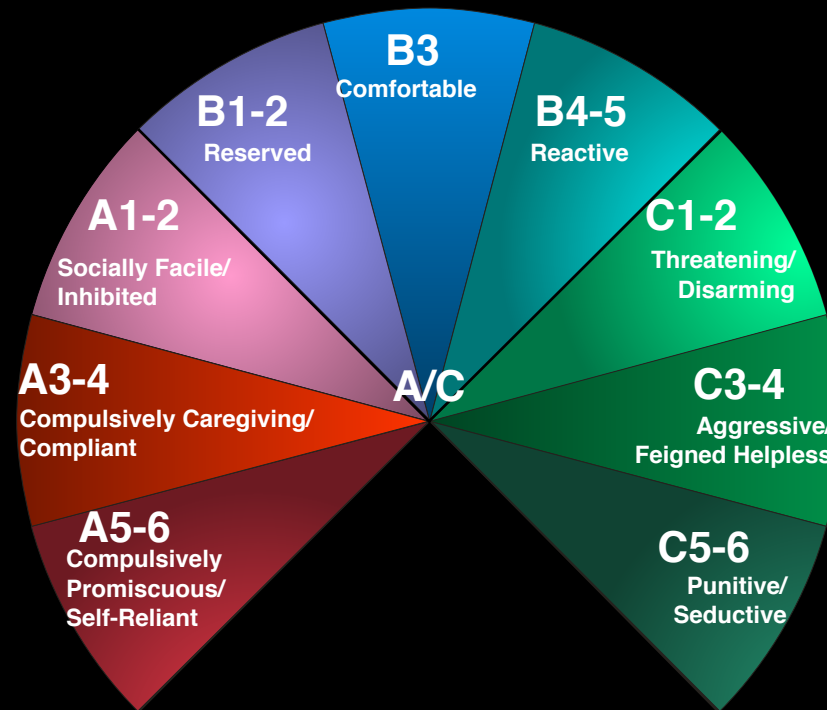 B3
Comfortable
B1-2
Reserved
B4-5
Reactive
A1-2
Socially Facile/
Inhibited
C1-2
Threatening/
Disarming
A3-4
Compulsively Caregiving/
Compliant
A/C
C3-4
Aggressive/
Feigned Helpless
A5-6
Compulsively
Promiscuous/
Self-Reliant
C5-6
Punitive/
Seductive